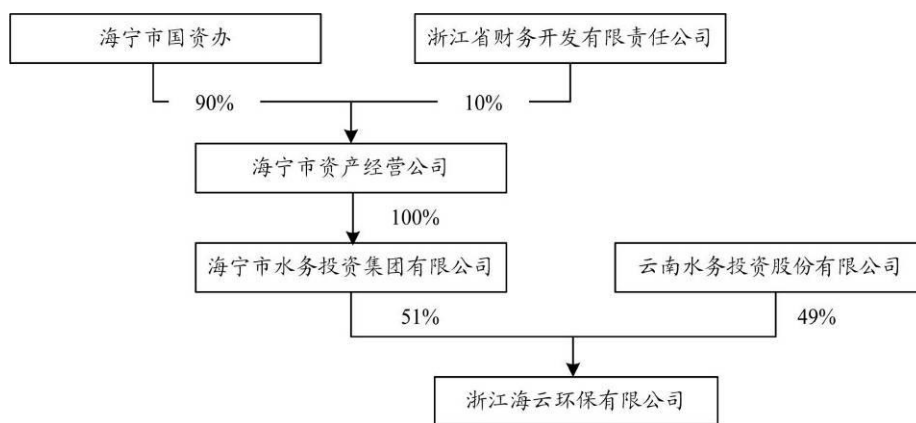 海宁市国资办
浙江省财务开发有限责任公司
90%
10%
海宁市资产经营公司
100%
海宁市水务投资集团有限公司
云南水务投资股份有限公司
51%
49%
浙江海云环保有限公司